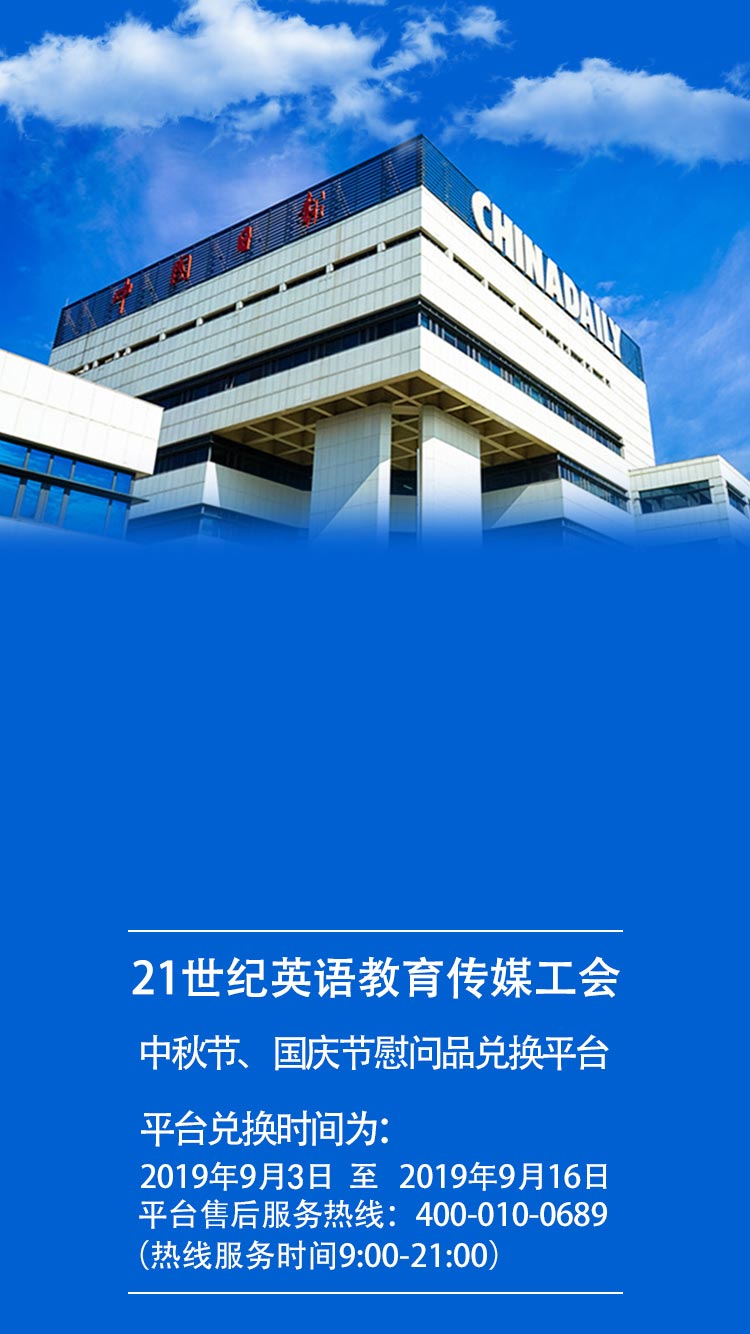 中国日报
CHINADAILY
21世纪英语教育传媒工会
中秋节、国庆节慰问品兑换平台
平台兑换时间为:
2019年9月3日 至 2019年9月16日
平台售后服务热线：400-010-0689
(热线服务时间9:00-21:00)